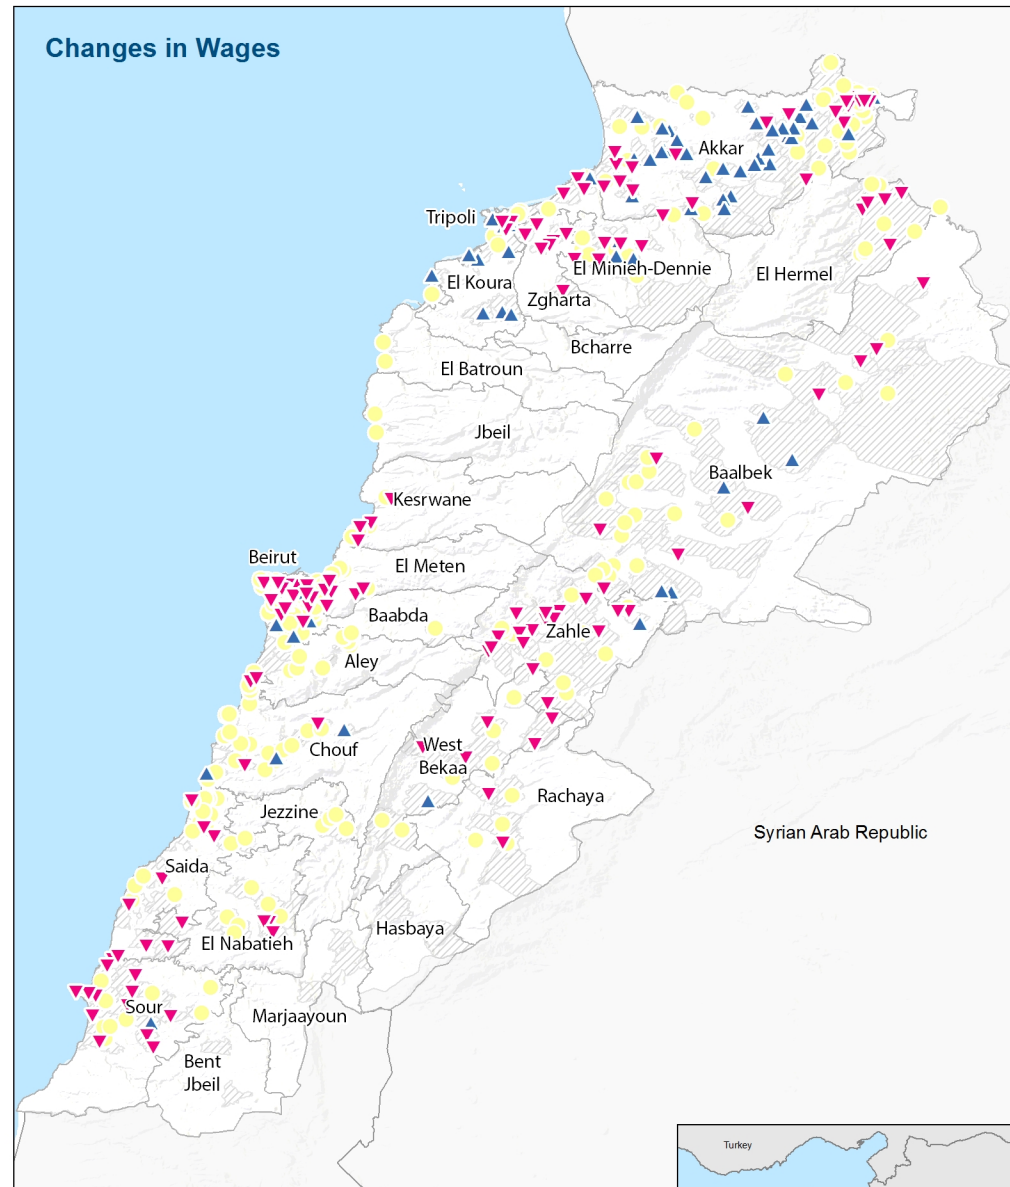 Changes in Wages
Akkar
Tripoli
El Minieh-Dennie
El Koura
El Hermel
Zgharta
Bcharre
El Batroun
Jbeil
Baalbek
Kesrwane
Beirut
El Meten
Baabda
Zahle
Aley
Chouf
West
Bekaa
Rachaya
Jezzine
Syrian Arab Republic
Saida
Hasbaya
El Nabatieh
Sour
Marjaayoun
Bent
Jbeil
Turkey